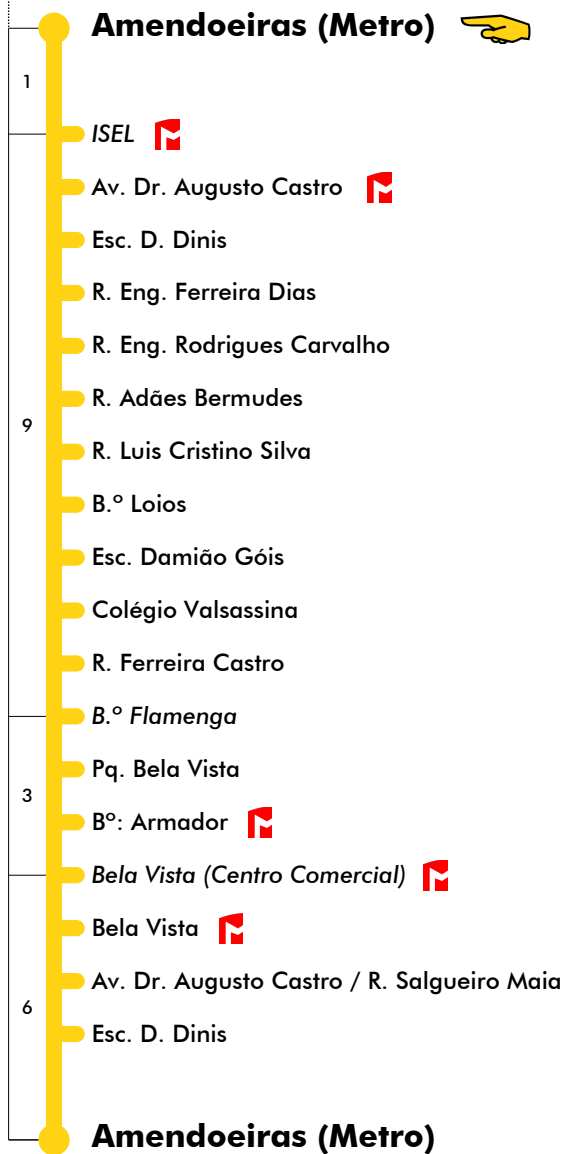 Amendoeiras (Metro)
1
ISEL
Av. Dr. Augusto Castro
Esc. D. Dinis
R. Eng. Ferreira Dias
R. Eng. Rodrigues Carvalho
R. Adães Bermudes
9
R. Luis Cristino Silva
B.º Loios
Esc. Damião Góis
Colégio Valsassina
R. Ferreira Castro
B.º Flamenga
Pq. Bela Vista
3
Bº: Armador
Bela Vista (Centro Comercial)
Bela Vista
Av. Dr. Augusto Castro / R. Salgueiro Maia
6
Esc. D. Dinis
Amendoeiras (Metro)